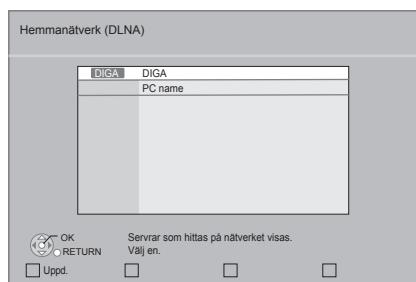 Hemmanätverk (DLNA)
DIGA DIGA
PC name
OK
RETURN
Servrar som hittas på nätverket visas.
Välj en.
Uppd.